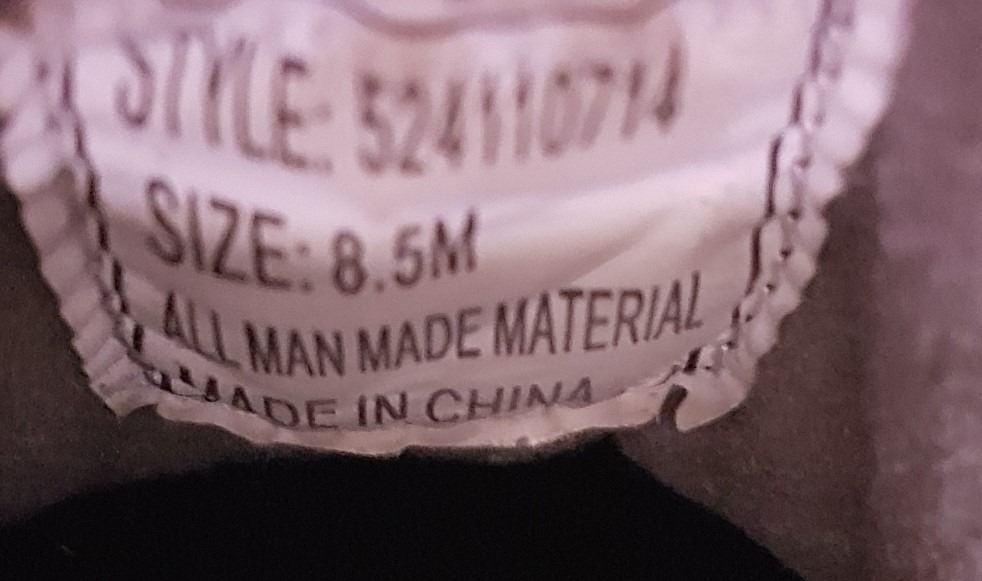 STYLE: 524110714
SIZE: 8.5M
ALL MAN MADE MATERIAL
MADE IN CHINA